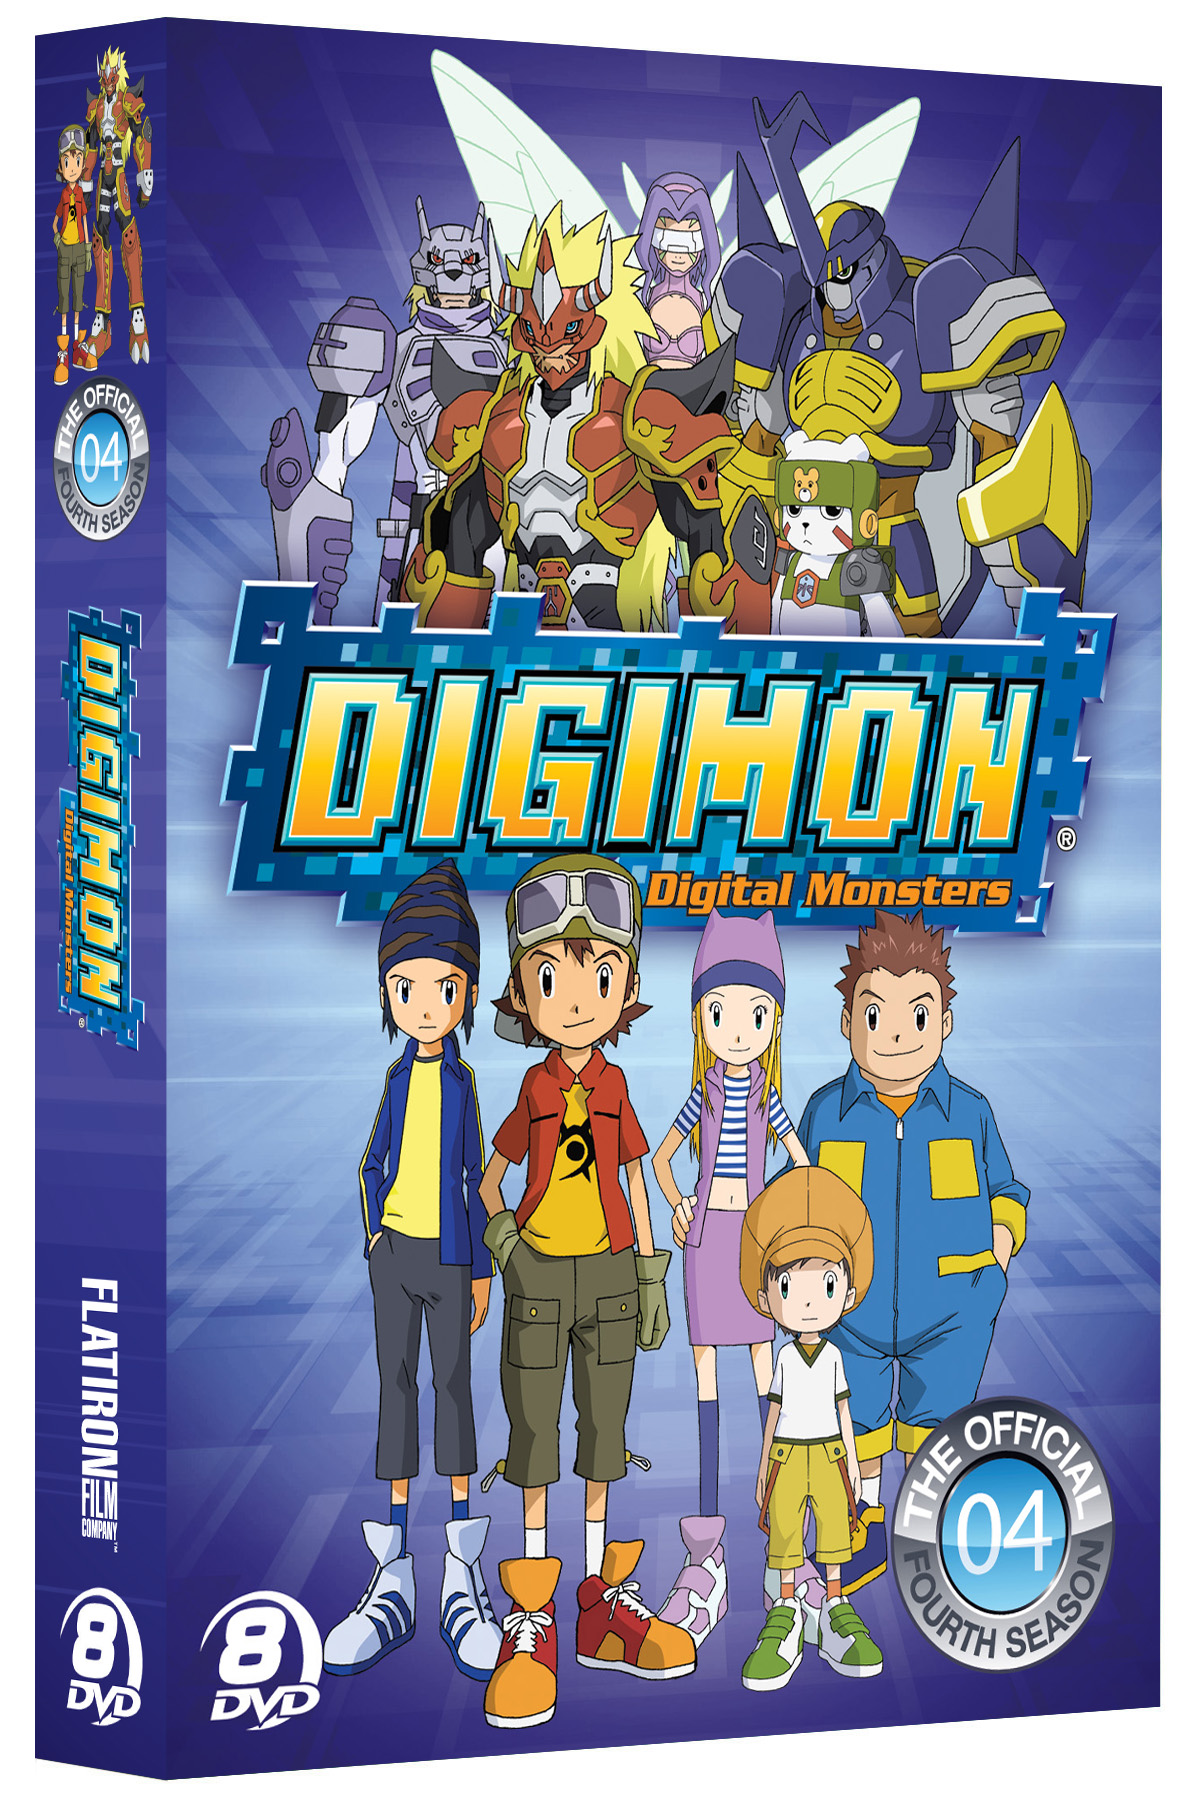 THE OFFICIAL
04
FOURTH SEASON
DIGIMON
Digital Monsters
®
FLATIRON
FILM
COMPANY™
8
DVD
DIGIMON
®
Digital Monsters
THE OFFICIAL
04
FOURTH SEASON
8
DVD